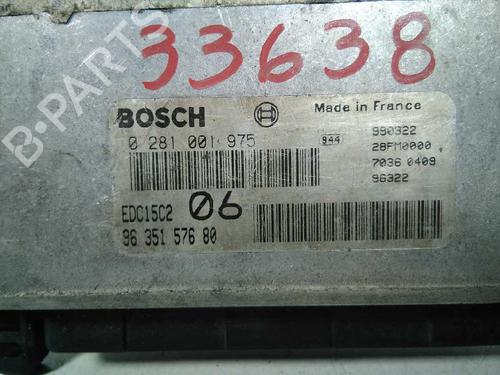 33638
B-PARTS
BOSCH
Made in France
0 281 001 975
944
990322
28FM0000
7036 0409
96322
EDC15C2 06
96 351 576 80